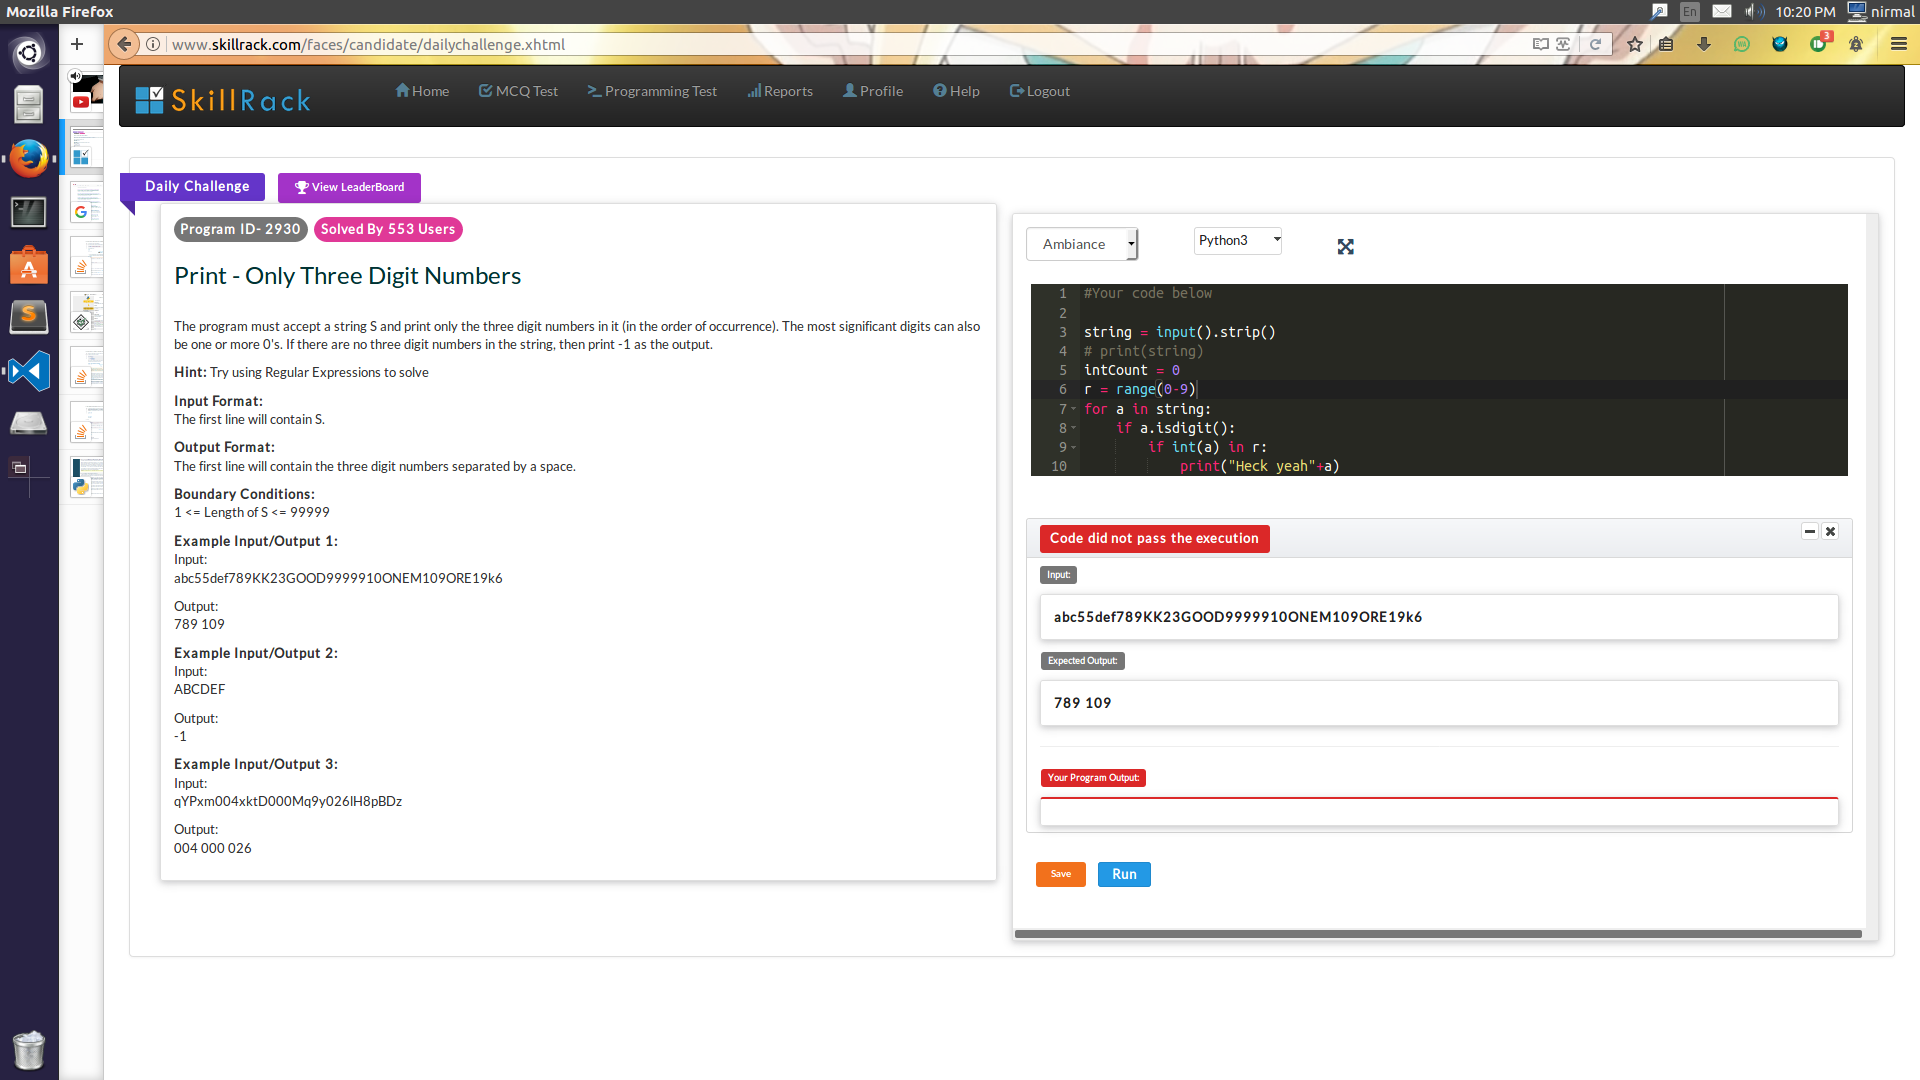 Mozilla Firefox
En
10:20 PM
nirmal
www.skillrack.com/faces/candidate/dailychallenge.xhtml
3
SkillRack
Home
MCQ Test
Programming Test
Reports
Profile
Help
Logout
Daily Challenge
View LeaderBoard
Program ID- 2930
Solved By 553 Users
Print - Only Three Digit Numbers
The program must accept a string S and print only the three digit numbers in it (in the order of occurrence). The most significant digits can also
be one or more 0's. If there are no three digit numbers in the string, then print -1 as the output.
Hint: Try using Regular Expressions to solve
Input Format:
The first line will contain S.
Output Format:
The first line will contain the three digit numbers separated by a space.
Boundary Conditions:
1 <= Length of S <= 99999
Example Input/Output 1:
Input:
abc55def789KK23GOOD9999910ONEM109ORE19k6
Output:
789 109
Example Input/Output 2:
Input:
ABCDEF
Output:
-1
Example Input/Output 3:
Input:
qYPxm004xktD000Mq9y026lH8pBDz
Output:
004 000 026
Ambiance
Python3
1 #Your code below
2
3 string = input().strip()
4 # print(string)
5 intCount = 0
6 r = range(0-9)
7 for a in string:
8 if a.isdigit():
9 if int(a) in r:
10 print("Heck yeah"+a)
Code did not pass the execution
Input:
abc55def789KK23GOOD9999910ONEM109ORE19k6
Expected Output:
789 109
Your Program Output:
Save
Run